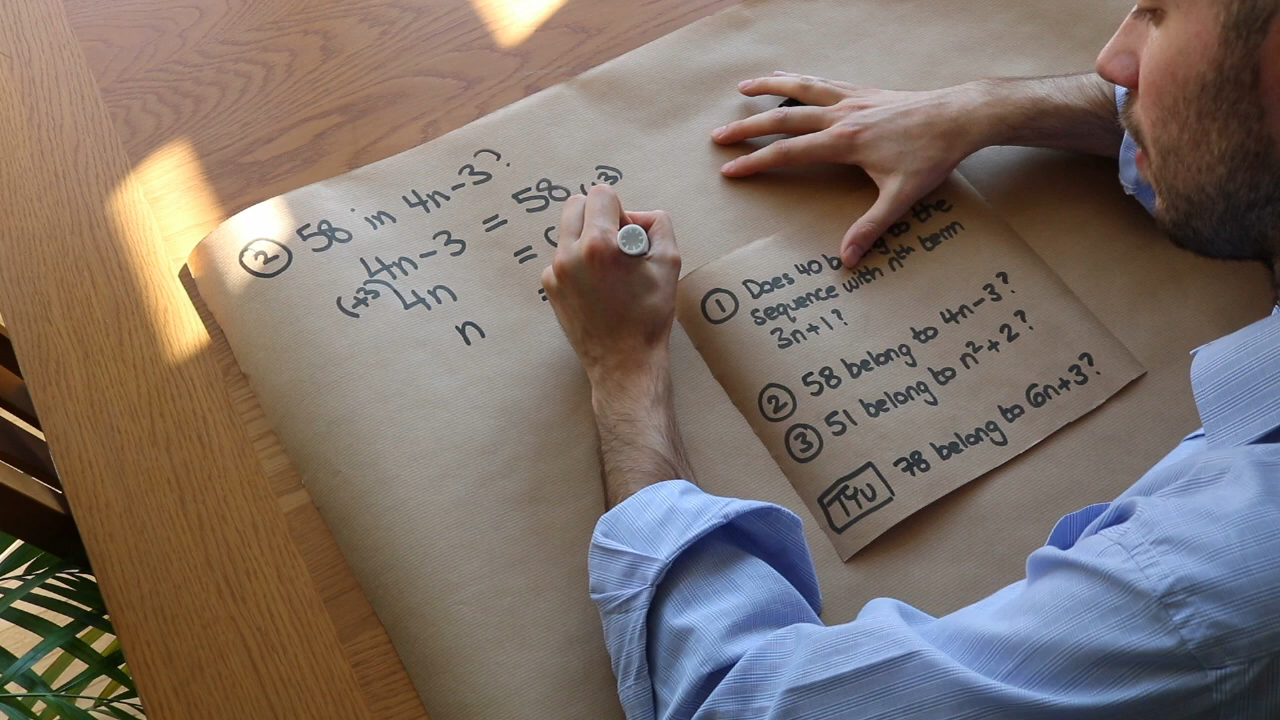 2 58 in 4n-3?
4n-3 = 58 (+3)
(+3) 4n = 6
n =
1 Does 40 to the
sequence with nth term
3n+1?
2 58 belong to 4n-3?
3 51 belong to n²+2?
TYU 78 belong to 6n+3?